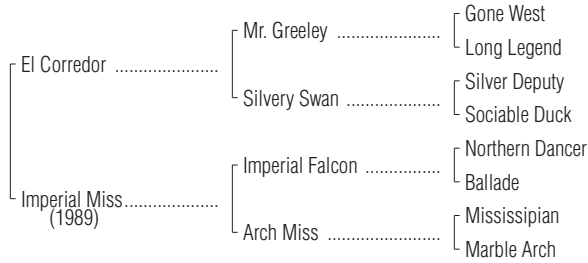 Gone West
Mr. Greeley ..................
Long Legend
El Corredor ......................
Silver Deputy
Silvery Swan ................
Sociable Duck
Northern Dancer
Imperial Falcon .............
Ballade
Imperial Miss....................
(1989)
Mississipian
Arch Miss .....................
Marble Arch